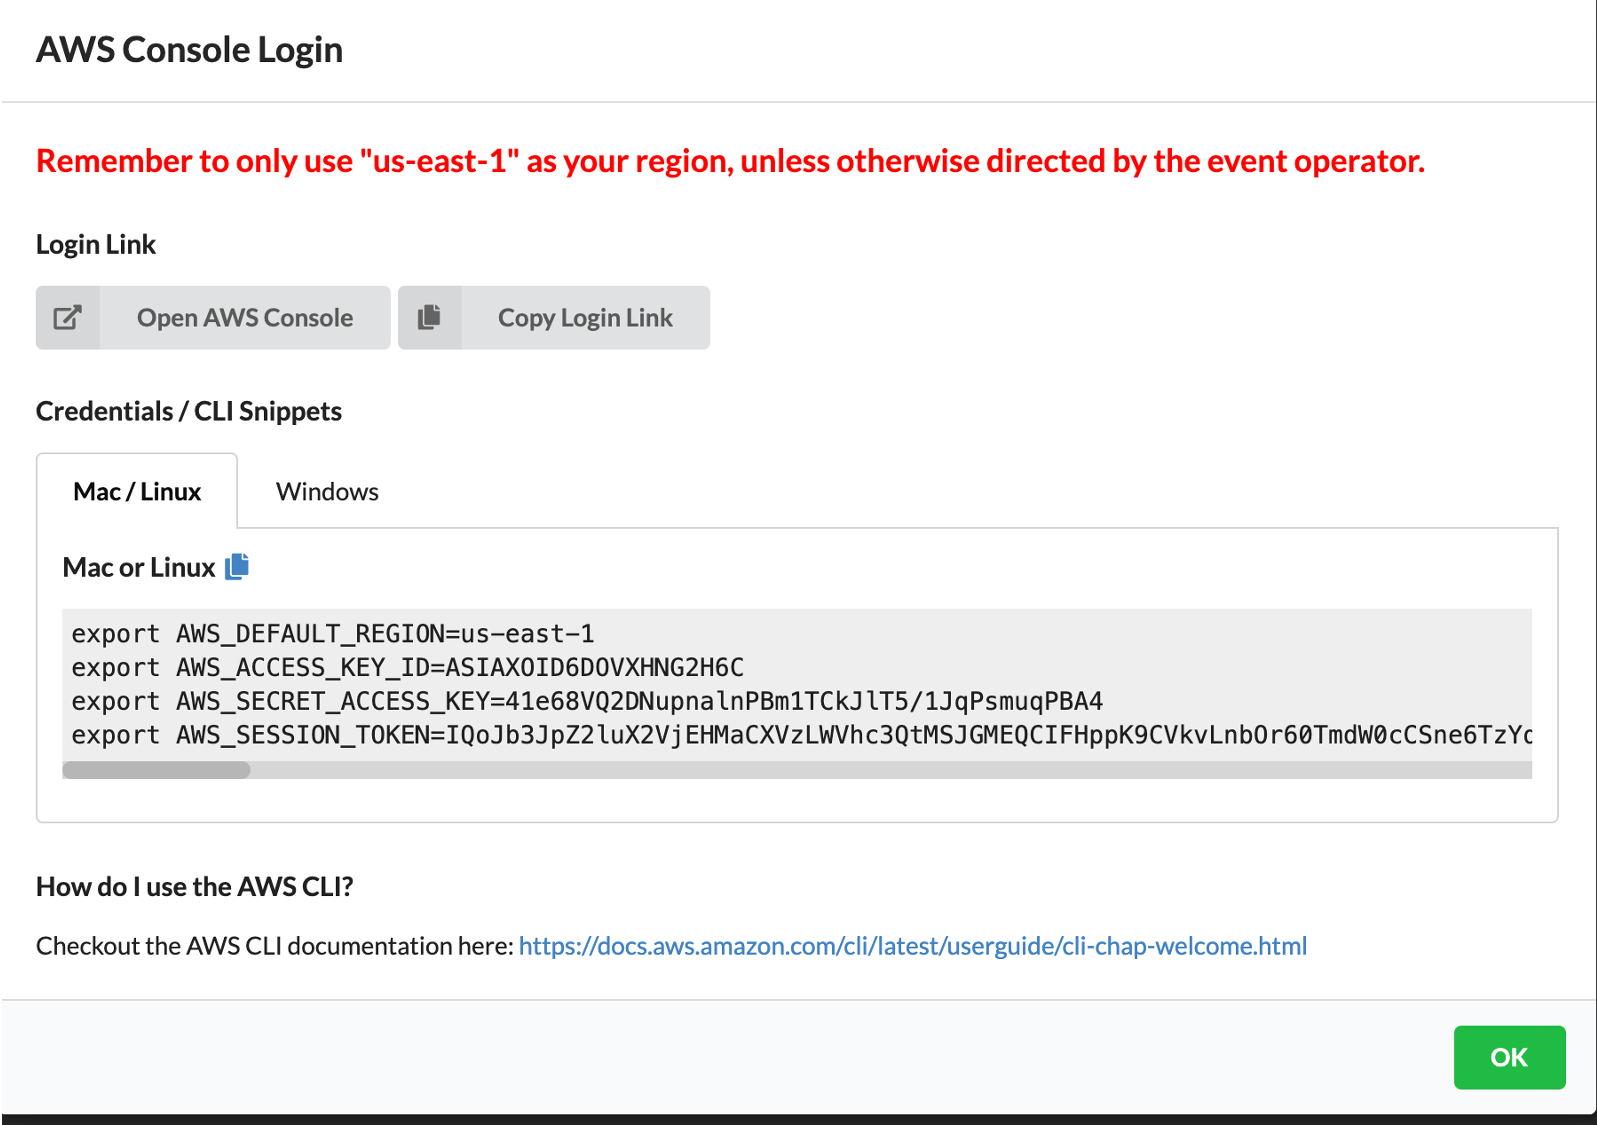 AWS Console Login
Remember to only use "us-east-1" as your region, unless otherwise directed by the event operator.
Login Link
Open AWS Console
Copy Login Link
Credentials / CLI Snippets
Mac / Linux
Windows
Mac or Linux
export AWS_DEFAULT_REGION=us-east-1
export AWS_ACCESS_KEY_ID=ASIAXOID6DOVXHNG2H6C
export AWS_SECRET_ACCESS_KEY=41e68VQ2DNupnalnPBm1TCkJlT5/1JqPsmuqPBA4
export AWS_SESSION_TOKEN=IQoJb3JpZ2luX2VjEHMaCXVzLWVhc3QtMSJGMEQCIFHppK9CVkvLnbOr60TmdW0cCSne6TzY
How do I use the AWS CLI?
Checkout the AWS CLI documentation here: https://docs.aws.amazon.com/cli/latest/userguide/cli-chap-welcome.html
OK